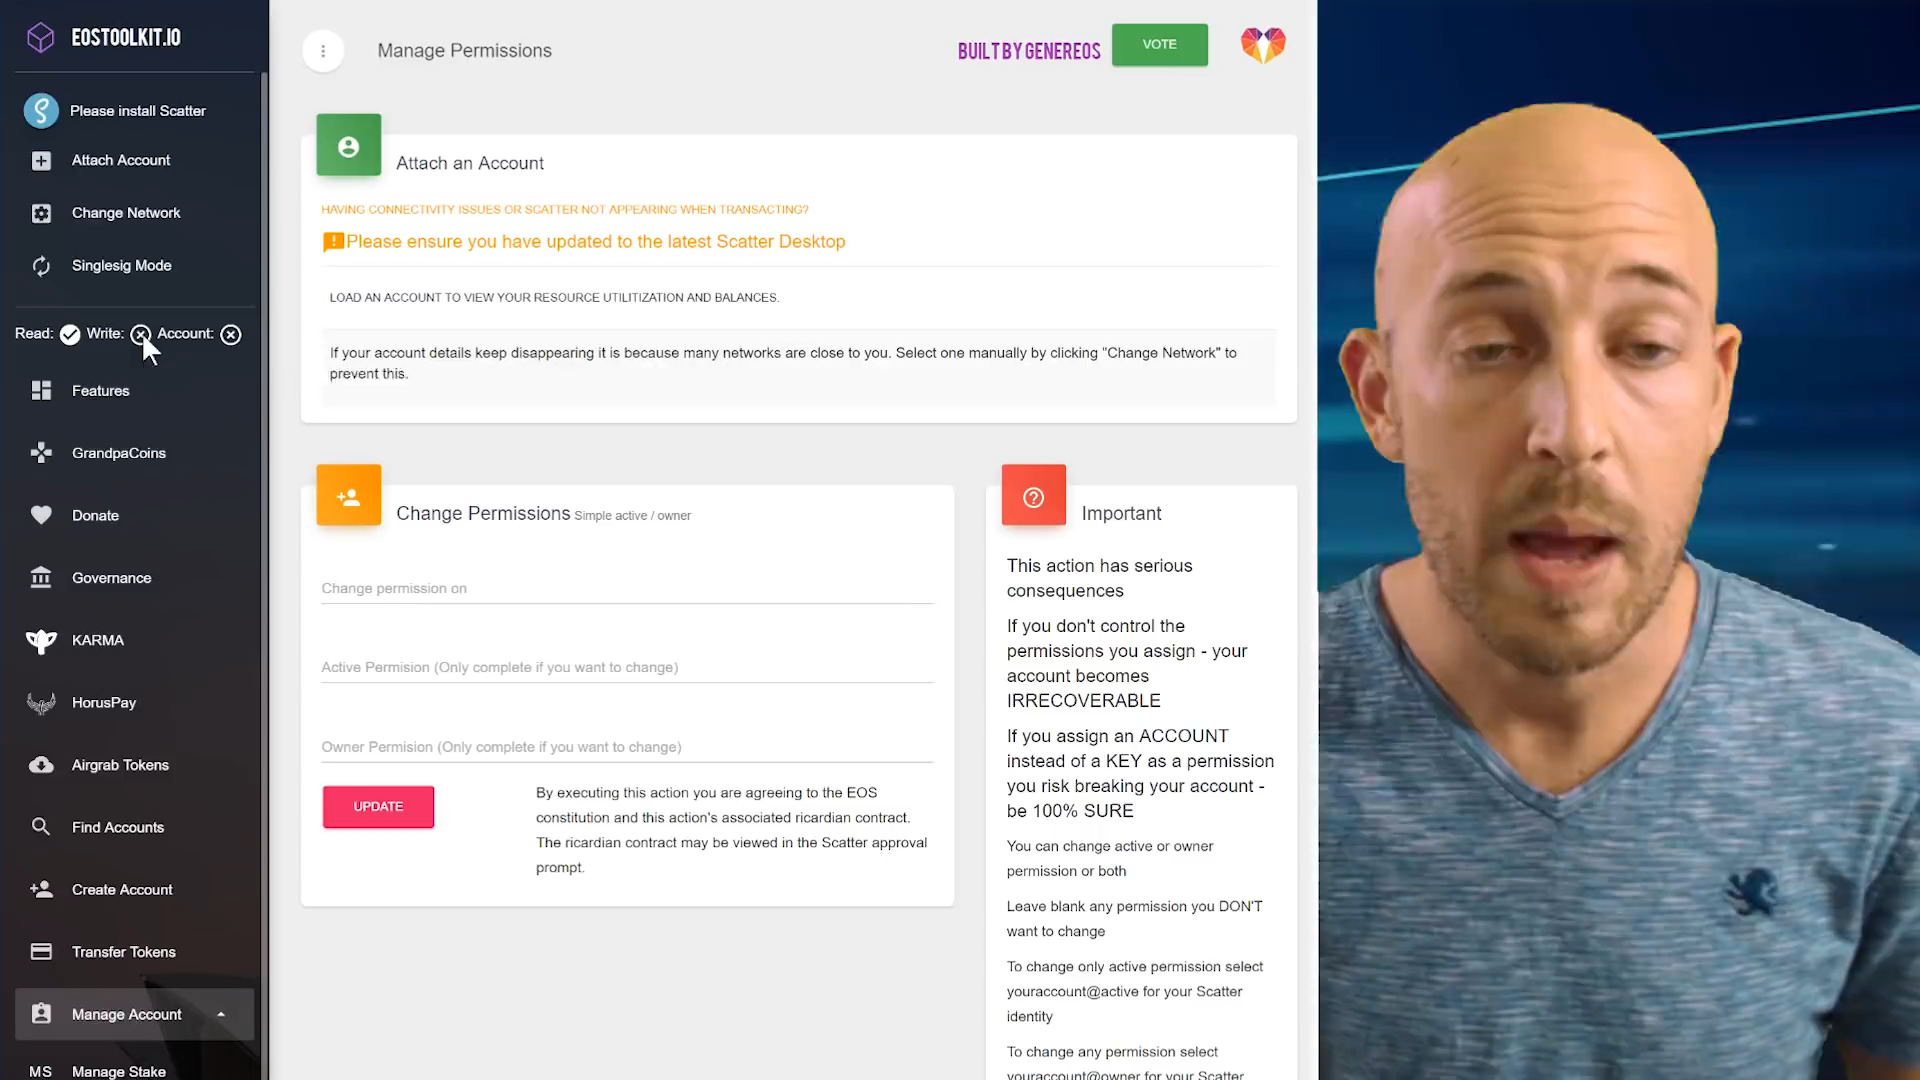 EOSTOOLKIT.IO
Please install Scatter
Attach Account
Change Network
Singlesig Mode
Read: Write: Account:
Features
GrandpaCoins
Donate
Governance
KARMA
HorusPay
Airgrab Tokens
Find Accounts
Create Account
Transfer Tokens
Manage Account
MS Manage Stake
Manage Permissions
BUILT BY GENEREOS
VOTE
Attach an Account
HAVING CONNECTIVITY ISSUES OR SCATTER NOT APPEARING WHEN TRANSACTING?
Please ensure you have updated to the latest Scatter Desktop
LOAD AN ACCOUNT TO VIEW YOUR RESOURCE UTILITIZATION AND BALANCES.
If your account details keep disappearing it is because many networks are close to you. Select one manually by clicking "Change Network" to
prevent this.
Change Permissions Simple active / owner
Change permission on
Active Permision (Only complete if you want to change)
Owner Permision (Only complete if you want to change)
UPDATE
By executing this action you are agreeing to the EOS
constitution and this action's associated ricardian contract.
The ricardian contract may be viewed in the Scatter approval
prompt.
Important
This action has serious
consequences
If you don't control the
permissions you assign - your
account becomes
IRRECOVERABLE
If you assign an ACCOUNT
instead of a KEY as a permission
you risk breaking your account -
be 100% SURE
You can change active or owner
permission or both
Leave blank any permission you DON'T
want to change
To change only active permission select
youraccount@active for your Scatter
identity
To change any permission select
youraccount@owner for your Scatter